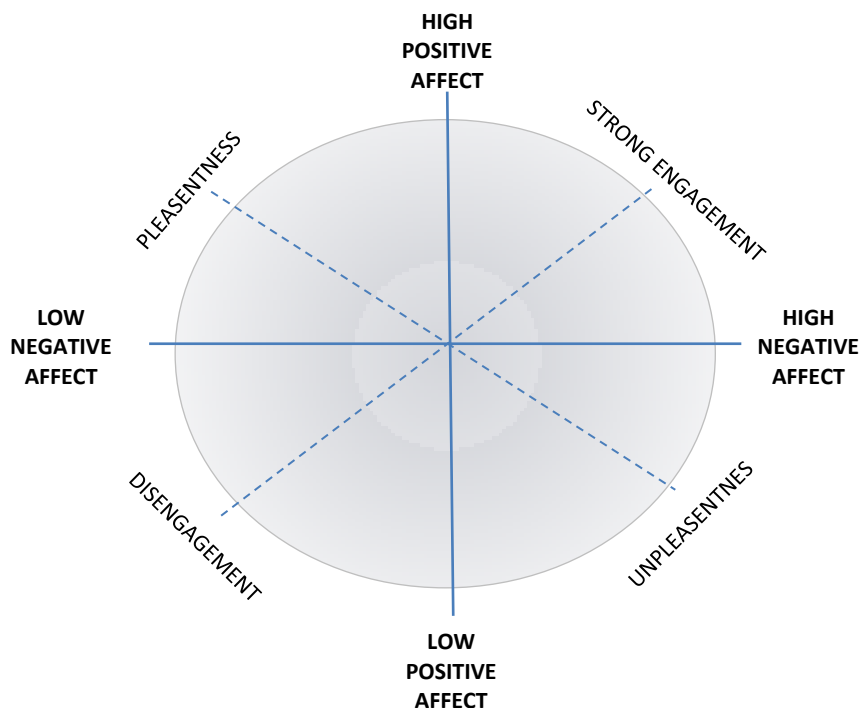 HIGH
POSITIVE
AFFECT
STRONG ENGAGEMENT
PLEASENTNESS
LOW
NEGATIVE
AFFECT
HIGH
NEGATIVE
AFFECT
DISENGAGEMENT
UNPLEASENTNES
LOW
POSITIVE
AFFECT